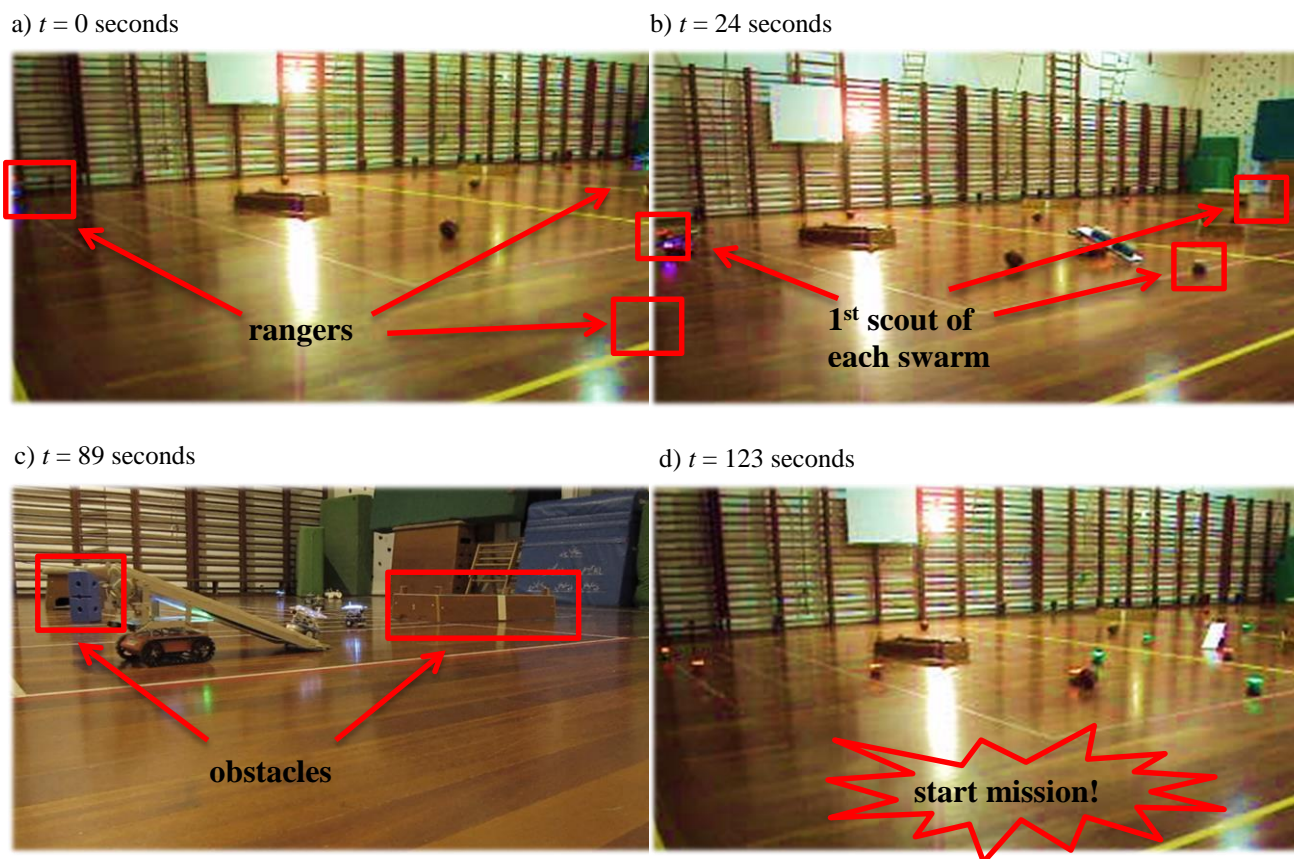 a) t = 0 seconds
b) t = 24 seconds
rangers
1st scout of
each swarm
c) t = 89 seconds
d) t = 123 seconds
obstacles
start mission!